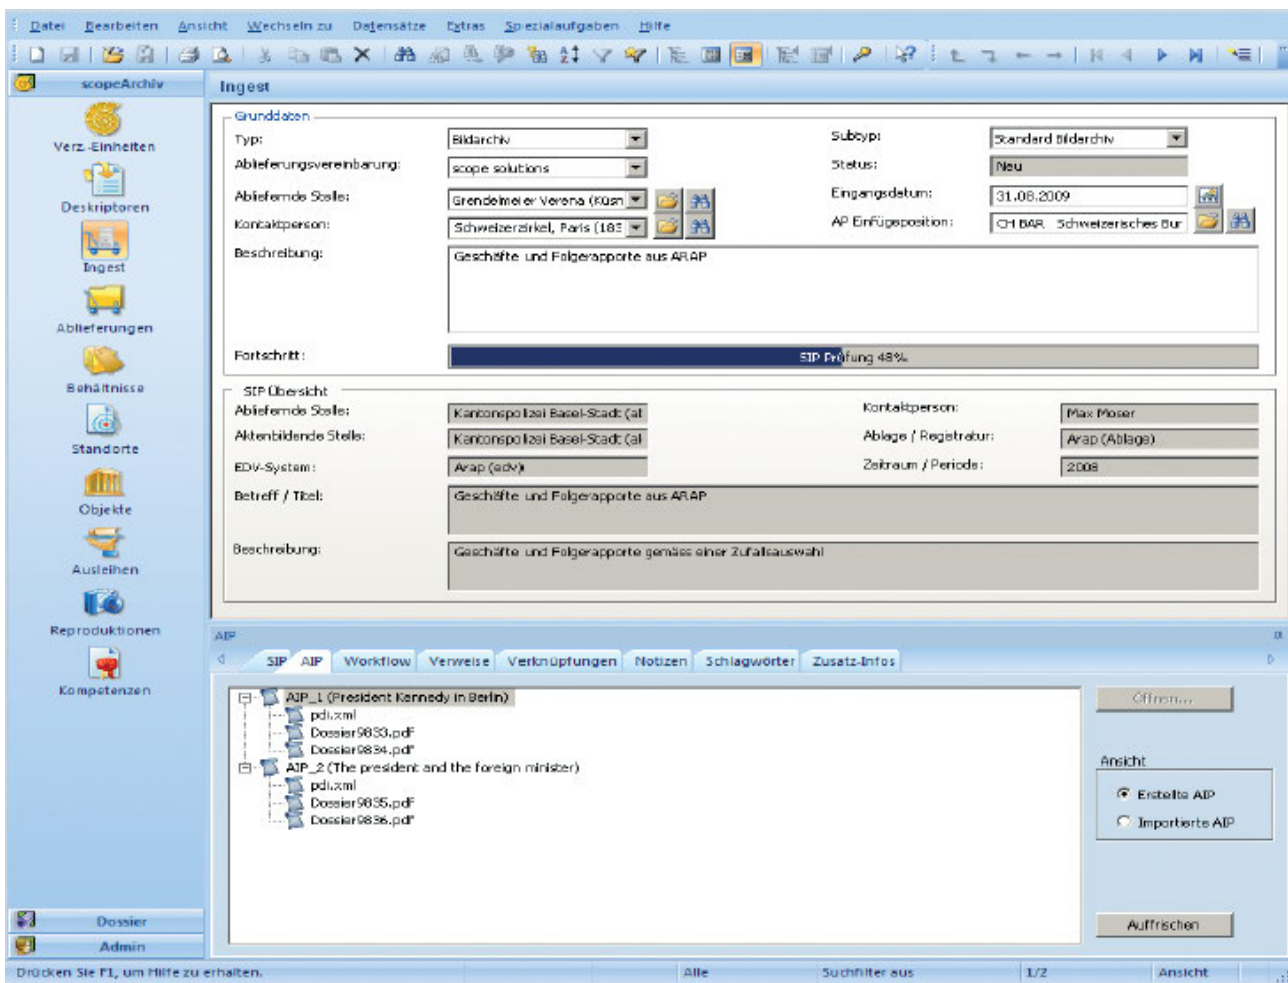 Datei Bearbeiten Ansicht Wechseln zu Datensätze Extras Spezialaufgaben Hilfe
scopeArchiv
Verz.-Einheiten
Deskriptoren
Ingest
Ablieferungen
Behältnisse
Standorte
Objekte
Ausleihen
Reproduktionen
Kompetenzen
Dossier
Admin
Ingest
Grunddaten
Typ: Bildarchiv Subtyp: Standard Bildarchiv
Ablieferungsvereinbarung: scope solutions Status: Neu
Abliefernde Stelle: Grendelmeier Verena (Küsn Eingangsdatum: 31.08.2009
Kontaktperson: Schweizerzirkel, Paris (183 AP Einfügeposition: CH BAR Schweizerisches Bur
Beschreibung: Geschäfte und Folgerapporte aus ARAP
Fortschritt: SIP Prüfung 48%
SIP Übersicht
Abliefernde Stelle: Kantonspolizei Basel-Stadt (al Kontaktperson: Max Moser
Aktenbildende Stelle: Kantonspolizei Basel-Stadt (al Ablage / Registratur: Arap (Ablage)
EDV-System: Arap (edv) Zeitraum / Periode: 2008
Betreff / Titel: Geschäfte und Folgerapporte aus ARAP
Beschreibung: Geschäfte und Folgerapporte gemäss einer Zufallsauswahl
AIP
SIP AIP Workflow Verweise Verknüpfungen Notizen Schlagwörter Zusatz-Infos
AIP_1 (President Kennedy in Berlin)
pdi.xml
Dossier9833.pdf
Dossier9834.pdf
AIP_2 (The president and the foreign minister)
pdi.xml
Dossier9835.pdf
Dossier9836.pdf
Öffnen...
Ansicht
Erstellte AIP
Importierte AIP
Auffrischen
Drücken Sie F1, um Hilfe zu erhalten. Alle Suchfilter aus 1/2 Ansicht